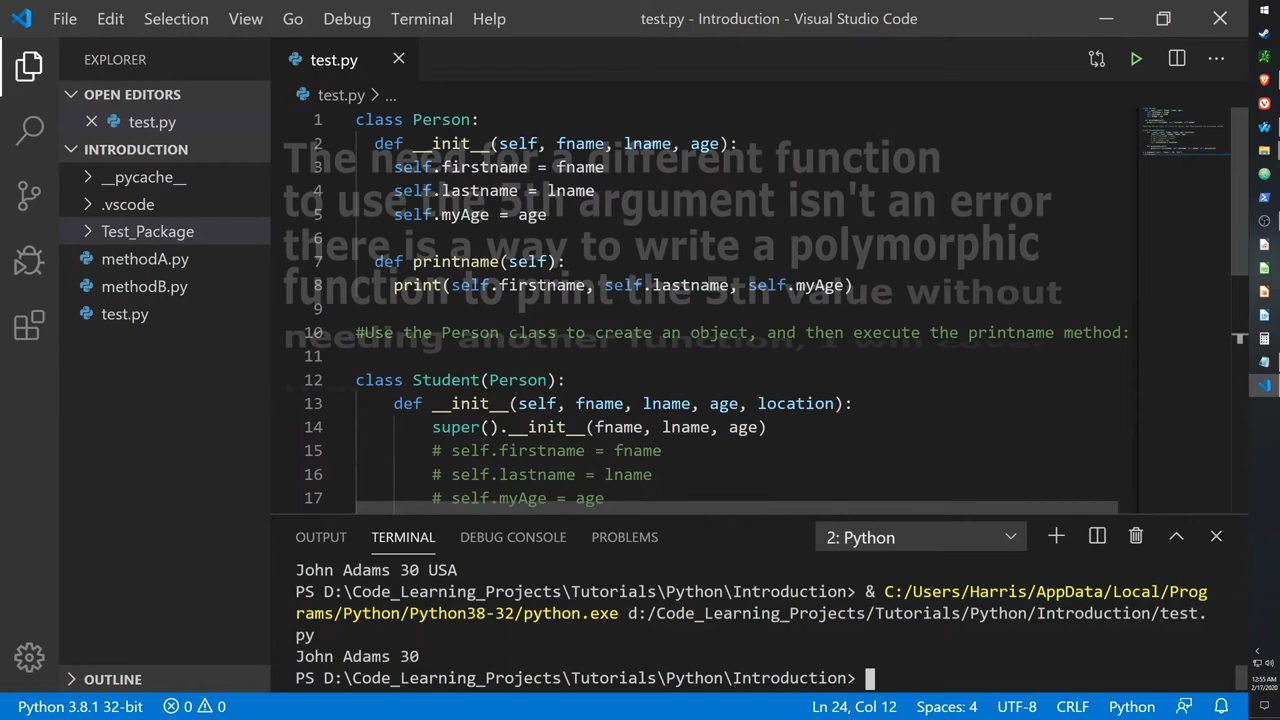 File Edit Selection View Go Debug Terminal Help
test.py - Introduction - Visual Studio Code
EXPLORER
OPEN EDITORS
test.py
INTRODUCTION
__pycache__
.vscode
Test_Package
methodA.py
methodB.py
test.py
OUTLINE
test.py
test.py > ...
1 class Person:
2 def __init__(self, fname, lname, age):
3 self.firstname = fname
4 self.lastname = lname
5 self.myAge = age
6
7 def printname(self):
8 print(self.firstname, self.lastname, self.myAge)
9
10 #Use the Person class to create an object, and then execute the printname method:
11
12 class Student(Person):
13 def __init__(self, fname, lname, age, location):
14 super().__init__(fname, lname, age)
15 # self.firstname = fname
16 # self.lastname = lname
17 # self.myAge = age
The need for a different function
to use the 5th argument isn't an error
there is a way to write a polymorphic
function to print the 5th value without
needing another function, I will cover
OUTPUT TERMINAL DEBUG CONSOLE PROBLEMS
2: Python
John Adams 30 USA
PS D:\Code_Learning_Projects\Tutorials\Python\Introduction> & C:/Users/Harris/AppData/Local/Prog
rams/Python/Python38-32/python.exe d:/Code_Learning_Projects/Tutorials/Python/Introduction/test.
py
John Adams 30
PS D:\Code_Learning_Projects\Tutorials\Python\Introduction>
Python 3.8.1 32-bit 0 0 Ln 24, Col 12 Spaces: 4 UTF-8 CRLF Python
12:55 AM
2/17/2020